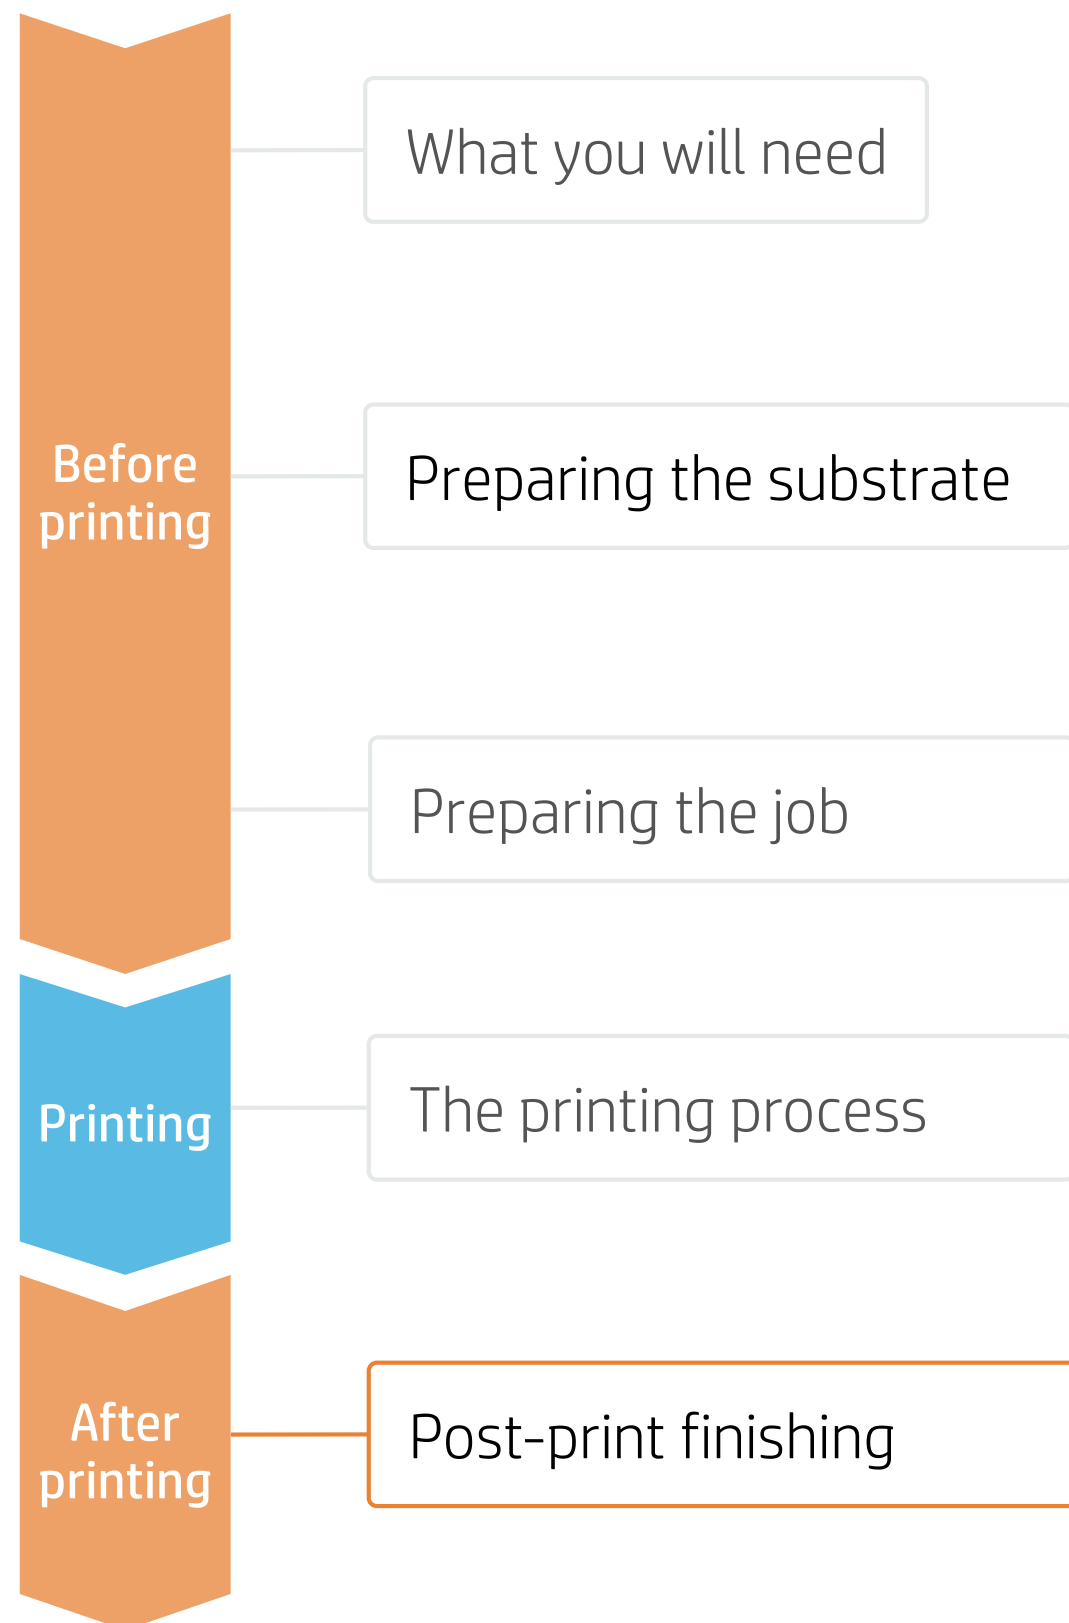 What you will need
Before
printing
Preparing the substrate
Preparing the job
Printing
The printing process
After
printing
Post-print finishing